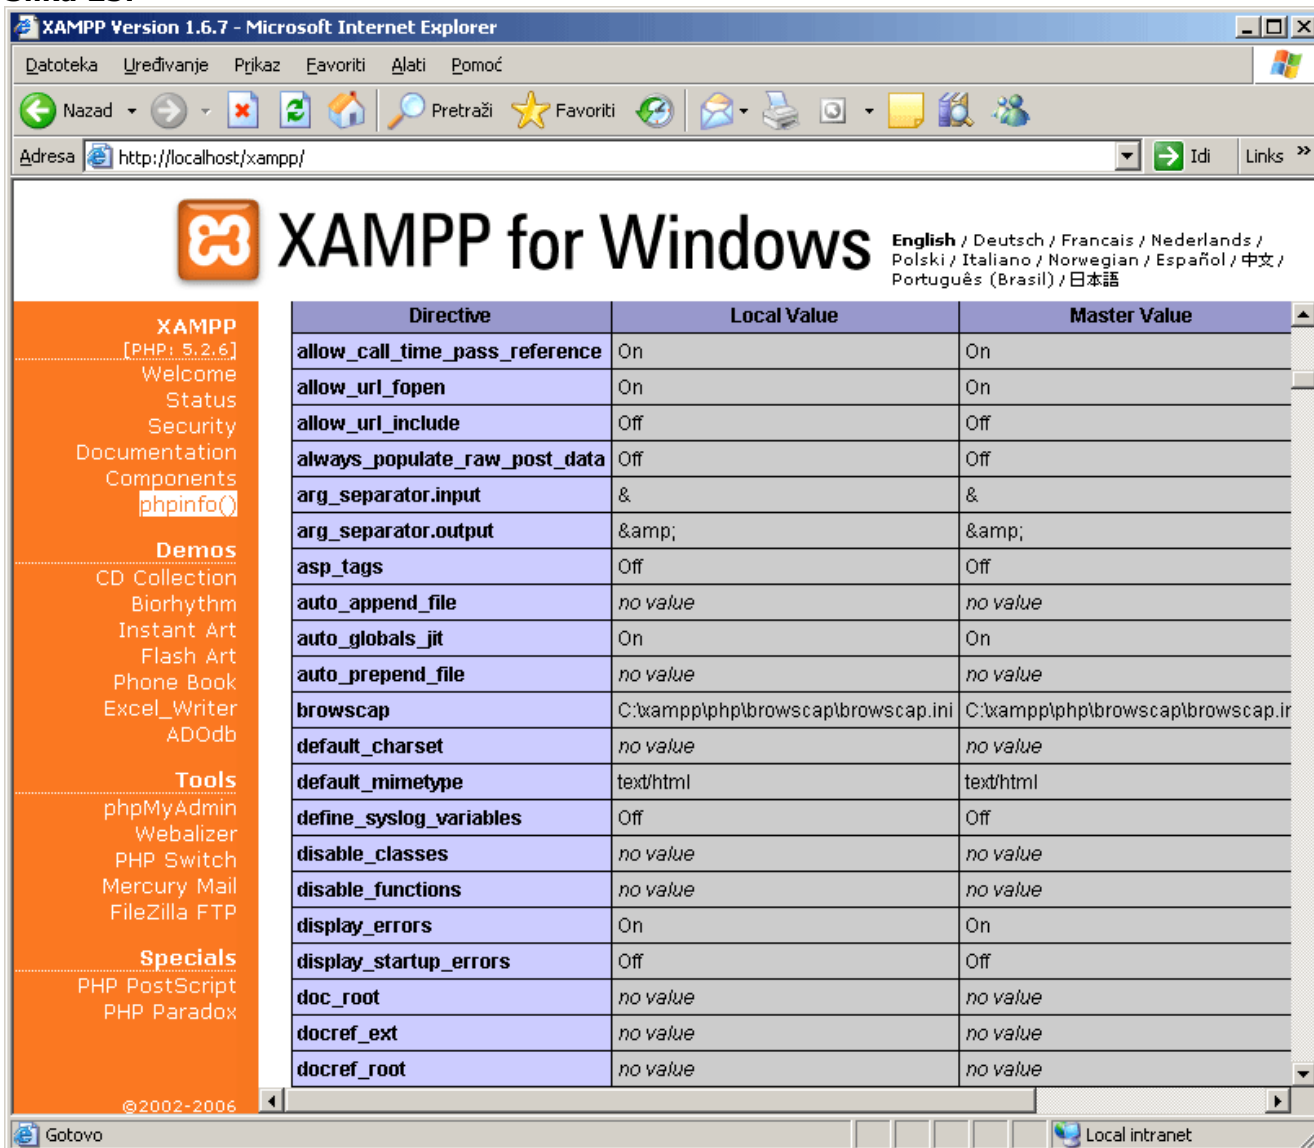 XAMPP Version 1.6.7 - Microsoft Internet Explorer
Datoteka Uređivanje Prikaz Favoriti Alati Pomoć
Nazad Pretraži Favoriti
Adresa http://localhost/xampp/ Idi Links »
XAMPP for Windows
English / Deutsch / Francais / Nederlands /
Polski / Italiano / Norwegian / Español / 中文 /
Português (Brasil) / 日本語
XAMPP
[PHP: 5.2.6]
Welcome
Status
Security
Documentation
Components
phpinfo()
Demos
CD Collection
Biorhythm
Instant Art
Flash Art
Phone Book
Excel_Writer
ADOdb
Tools
phpMyAdmin
Webalizer
PHP Switch
Mercury Mail
FileZilla FTP
Specials
PHP PostScript
PHP Paradox
©2002-2006
Directive Local Value Master Value
allow_call_time_pass_reference On On
allow_url_fopen On On
allow_url_include Off Off
always_populate_raw_post_data Off Off
arg_separator.input & &
arg_separator.output &amp; &amp;
asp_tags Off Off
auto_append_file no value no value
auto_globals_jit On On
auto_prepend_file no value no value
browscap C:\xampp\php\browscap\browscap.ini C:\xampp\php\browscap\browscap.in
default_charset no value no value
default_mimetype text/html text/html
define_syslog_variables Off Off
disable_classes no value no value
disable_functions no value no value
display_errors On On
display_startup_errors Off Off
doc_root no value no value
docref_ext no value no value
docref_root no value no value
Gotovo Local intranet